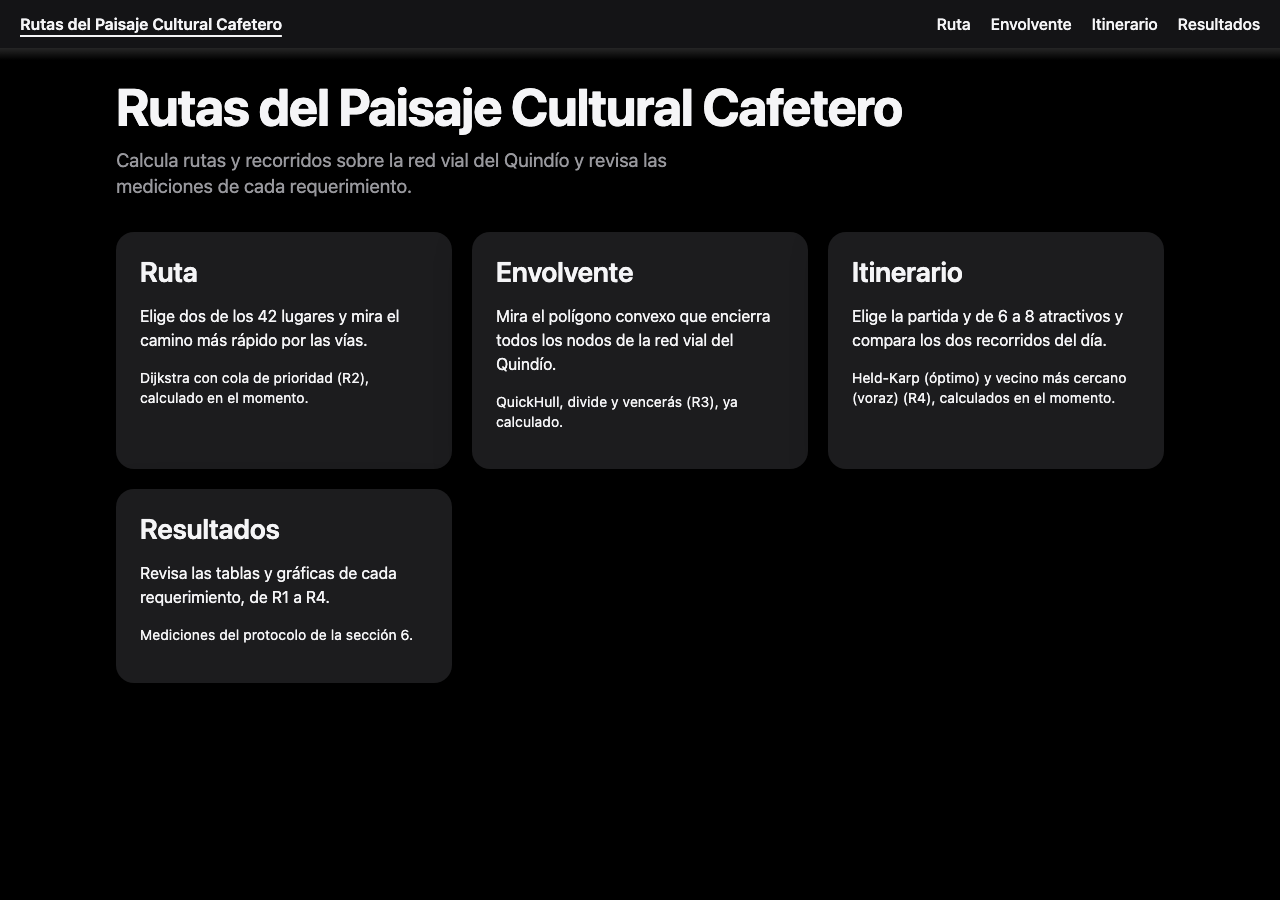 Rutas del Paisaje Cultural Cafetero
Ruta Envolvente Itinerario Resultados
Rutas del Paisaje Cultural Cafetero
Calcula rutas y recorridos sobre la red vial del Quindío y revisa las
mediciones de cada requerimiento.
Ruta
Elige dos de los 42 lugares y mira el
camino más rápido por las vías.
Dijkstra con cola de prioridad (R2),
calculado en el momento.
Envolvente
Mira el polígono convexo que encierra
todos los nodos de la red vial del
Quindío.
QuickHull, divide y vencerás (R3), ya
calculado.
Itinerario
Elige la partida y de 6 a 8 atractivos y
compara los dos recorridos del día.
Held-Karp (óptimo) y vecino más cercano
(voraz) (R4), calculados en el momento.
Resultados
Revisa las tablas y gráficas de cada
requerimiento, de R1 a R4.
Mediciones del protocolo de la sección 6.